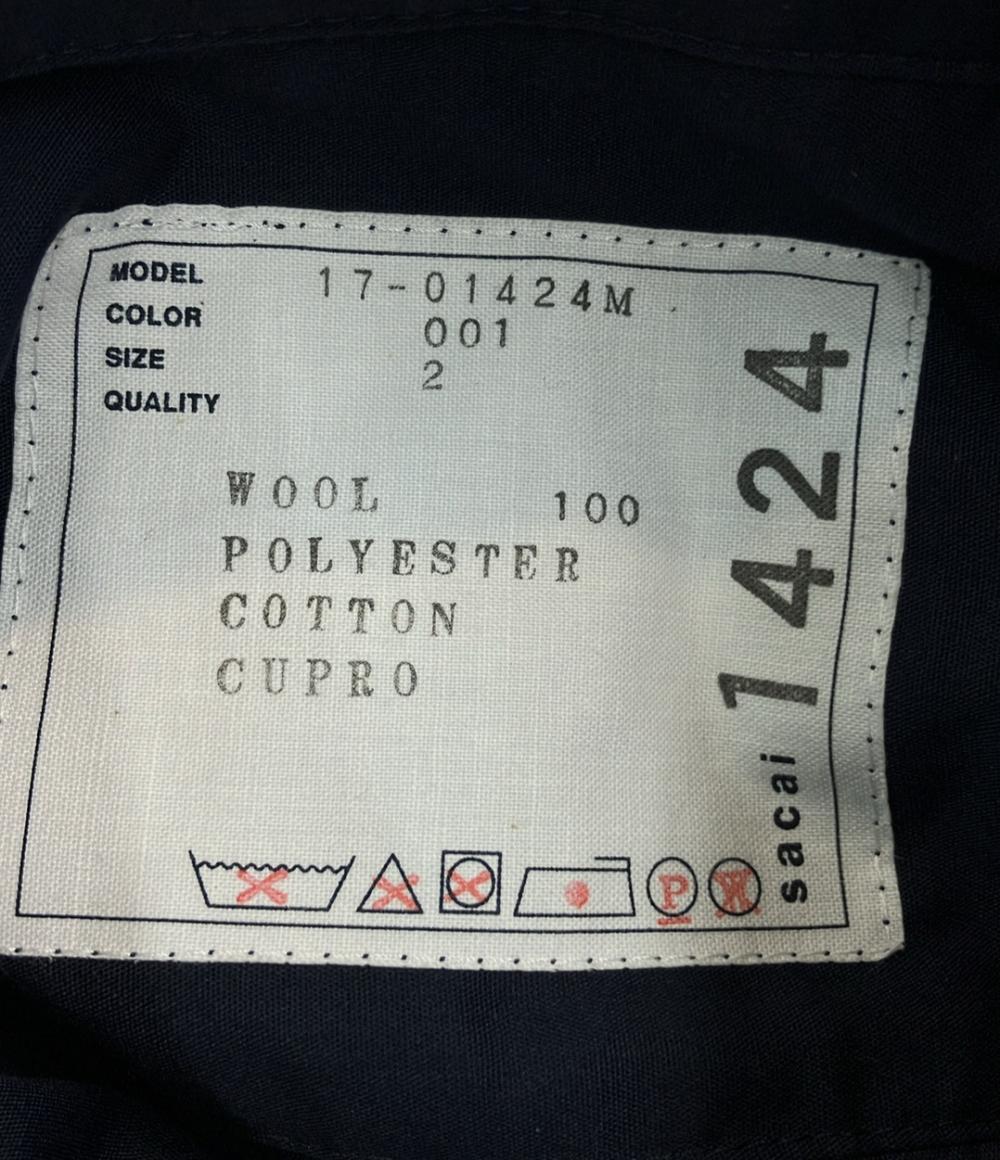 MODEL 17-01424M
COLOR 001
SIZE 2
QUALITY
WOOL 100
POLYESTER
COTTON
CUPRO
P
W
sacai 1424